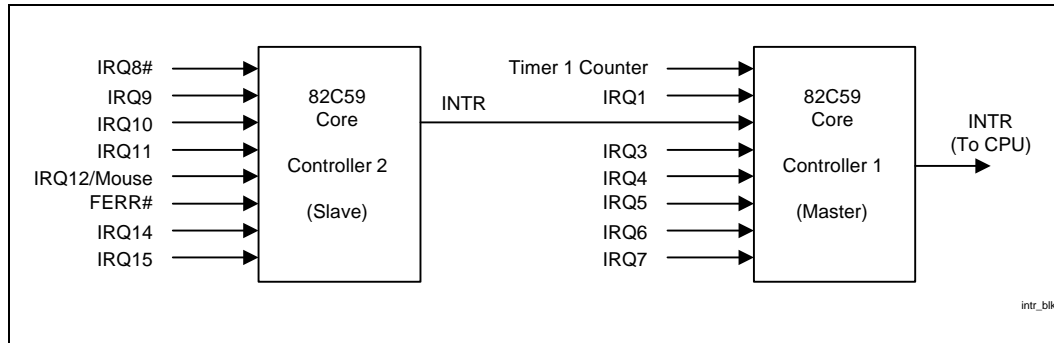 IRQ8#
IRQ9
IRQ10
IRQ11
IRQ12/Mouse
FERR#
IRQ14
IRQ15
82C59
Core
Controller 2
(Slave)
INTR
Timer 1 Counter
IRQ1
IRQ3
IRQ4
IRQ5
IRQ6
IRQ7
82C59
Core
Controller 1
(Master)
INTR
(To CPU)
intr_blk